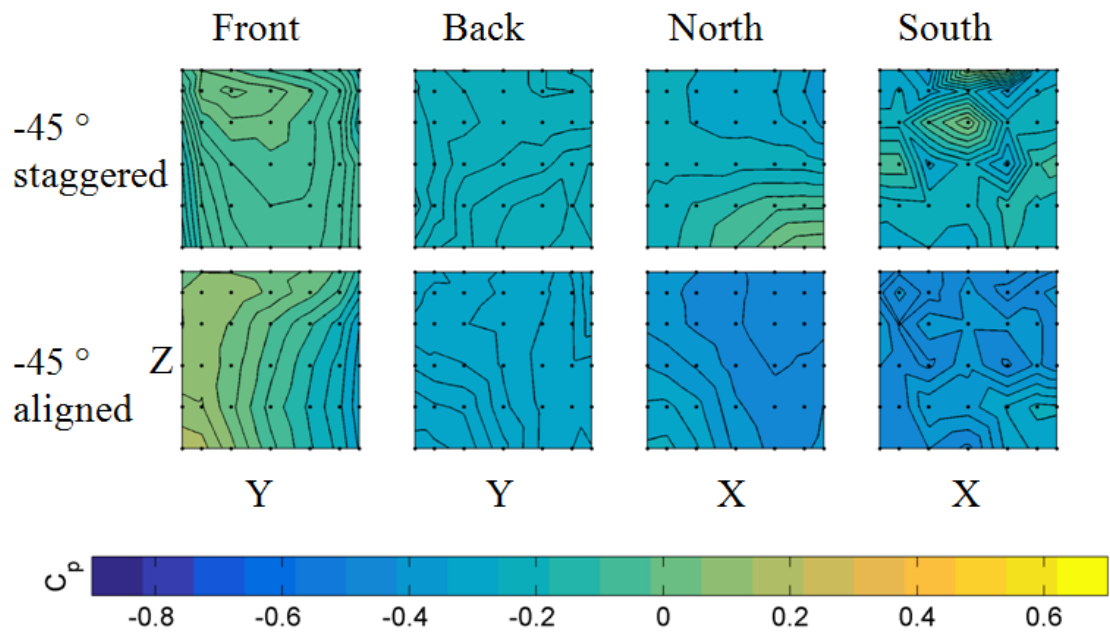 Front Back North South
-45 °
staggered
-45 °
aligned
Z
Y Y X X
Cp
-0.8 -0.6 -0.4 -0.2 0 0.2 0.4 0.6